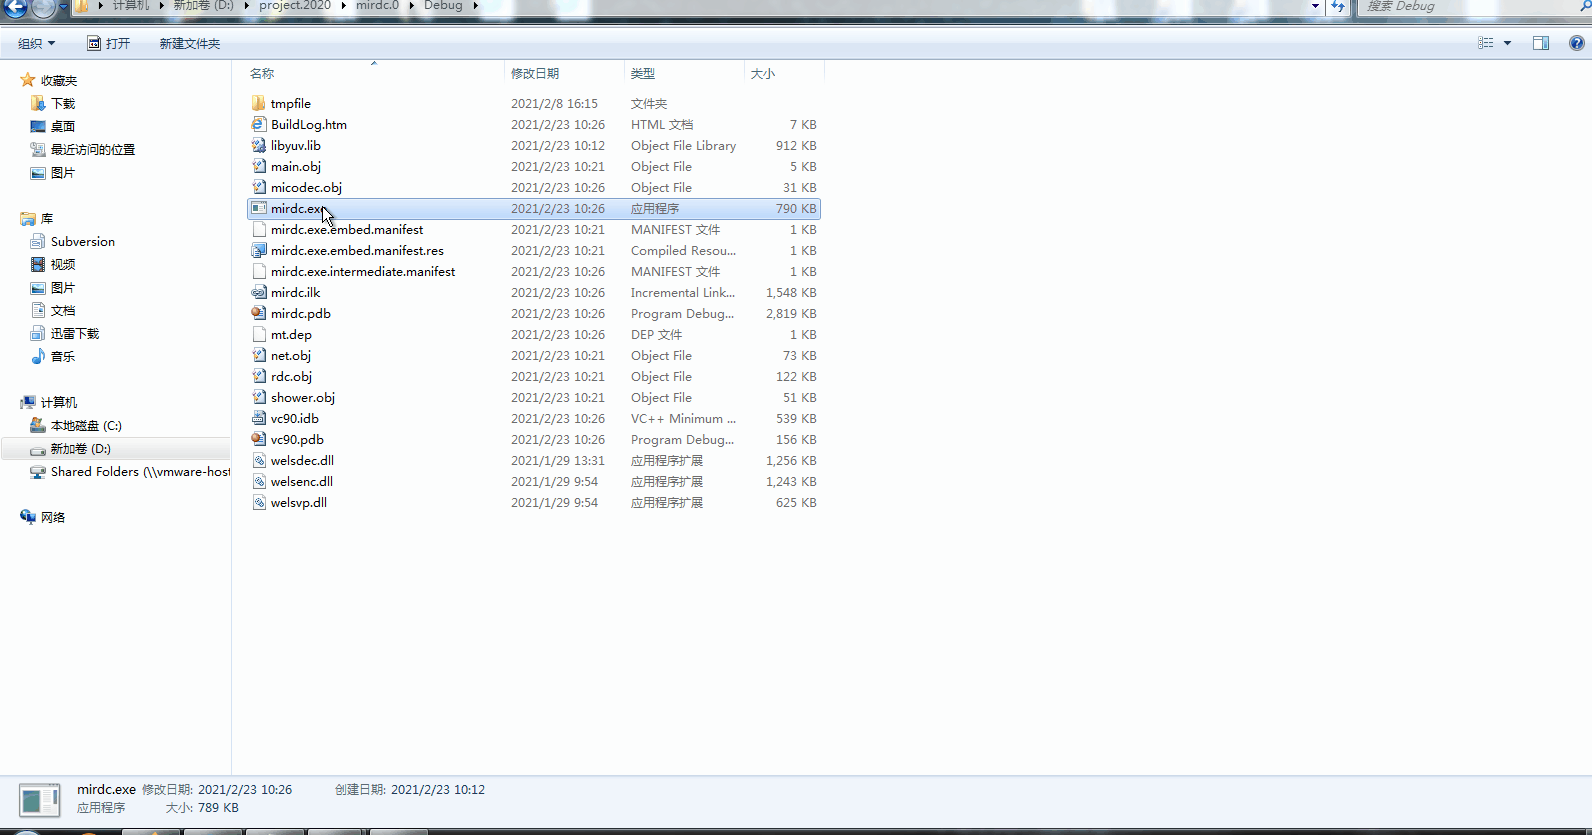 计算机 新加卷 (D:) project.2020 mirdc.0 Debug 搜索 Debug
组织 打开 新建文件夹
名称 修改日期 类型 大小
收藏夹
下载
桌面
最近访问的位置
图片
库
Subversion
视频
图片
文档
迅雷下载
音乐
计算机
本地磁盘 (C:)
新加卷 (D:)
Shared Folders (\\vmware-host
网络
tmpfile 2021/2/8 16:15 文件夹
BuildLog.htm 2021/2/23 10:26 HTML 文档 7 KB
libyuv.lib 2021/2/23 10:12 Object File Library 912 KB
main.obj 2021/2/23 10:21 Object File 5 KB
micodec.obj 2021/2/23 10:26 Object File 31 KB
mirdc.exe 2021/2/23 10:26 应用程序 790 KB
mirdc.exe.embed.manifest 2021/2/23 10:21 MANIFEST 文件 1 KB
mirdc.exe.embed.manifest.res 2021/2/23 10:21 Compiled Resou... 1 KB
mirdc.exe.intermediate.manifest 2021/2/23 10:26 MANIFEST 文件 1 KB
mirdc.ilk 2021/2/23 10:26 Incremental Link... 1,548 KB
mirdc.pdb 2021/2/23 10:26 Program Debug... 2,819 KB
mt.dep 2021/2/23 10:26 DEP 文件 1 KB
net.obj 2021/2/23 10:21 Object File 73 KB
rdc.obj 2021/2/23 10:21 Object File 122 KB
shower.obj 2021/2/23 10:21 Object File 51 KB
vc90.idb 2021/2/23 10:26 VC++ Minimum ... 539 KB
vc90.pdb 2021/2/23 10:26 Program Debug... 156 KB
welsdec.dll 2021/1/29 13:31 应用程序扩展 1,256 KB
welsenc.dll 2021/1/29 9:54 应用程序扩展 1,243 KB
welsvp.dll 2021/1/29 9:54 应用程序扩展 625 KB
mirdc.exe 修改日期: 2021/2/23 10:26 创建日期: 2021/2/23 10:12
应用程序 大小: 789 KB